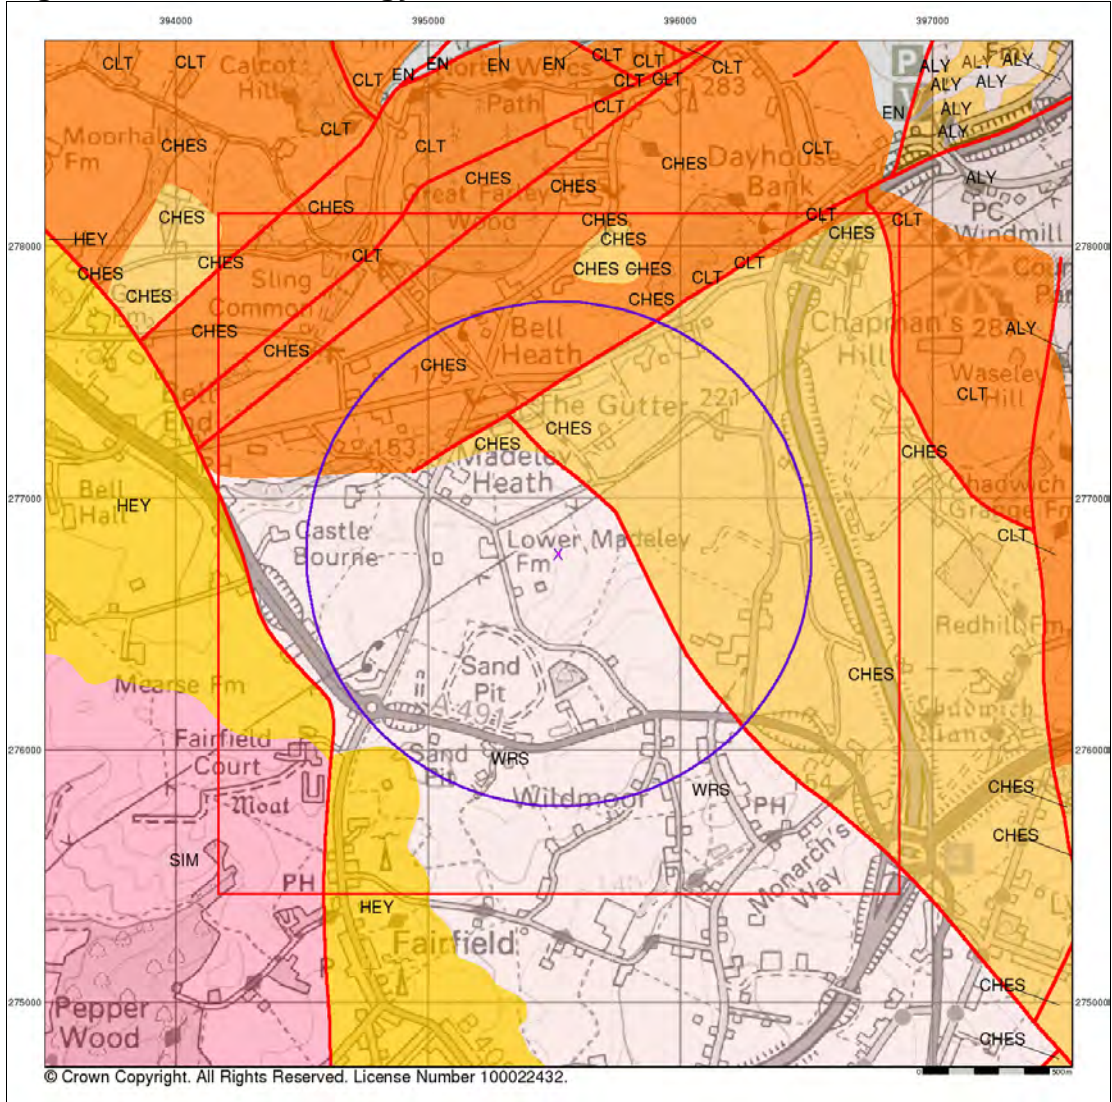 394000 395000 396000 397000
CLT CLT Calcot Hill CLT EN EN EN EN CLT CLT CLT CLT CLT P ALY ALY ALY Fm
North Worcs Path CLT 283 ALY ALY
Moorhall Fm CHES CLT CLT CHES CLT EN ALY ALY
Dayhouse Bank
CHES CHES ALY
Great Farley Wood
CHES CHES CHES CLT CLT PC
HEY CHES CHES Windmill
278000 278000
CHES CHES CLT CHES CHES CLT CLT
Sling Common
CHES CHES
CHES Bell Heath Chapman's Hill ALY
CHES CHES Waseley Hill
Bell End CLT
The Gutter 221
153 CHES CHES CHES
Madeley Heath Chadwich Grange Fm
277000 277000
Bell Hall HEY
Castle Bourne Lower Madeley Fm X CLT
Redhill Fm
Sand Pit CHES
Mearse Fm Chadwich Manor
A 491
Fairfield Court Sand Pit WRS
276000 276000
Moat Wildmoor WRS PH CHES
CHES
SIM
PH Monarch's Way
HEY
Fairfield
CHES
275000 275000
Pepper Wood CHES
© Crown Copyright. All Rights Reserved. License Number 100022432.
0 500m